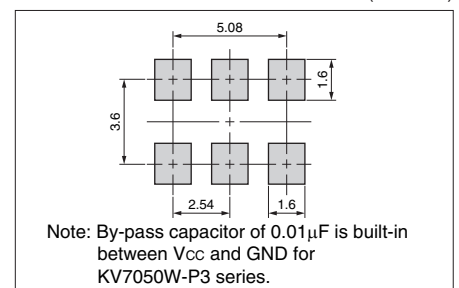 5.08
1.6
3.6
2.54
1.6
Note: By-pass capacitor of 0.01μF is built-in
between VCC and GND for
KV7050W-P3 series.